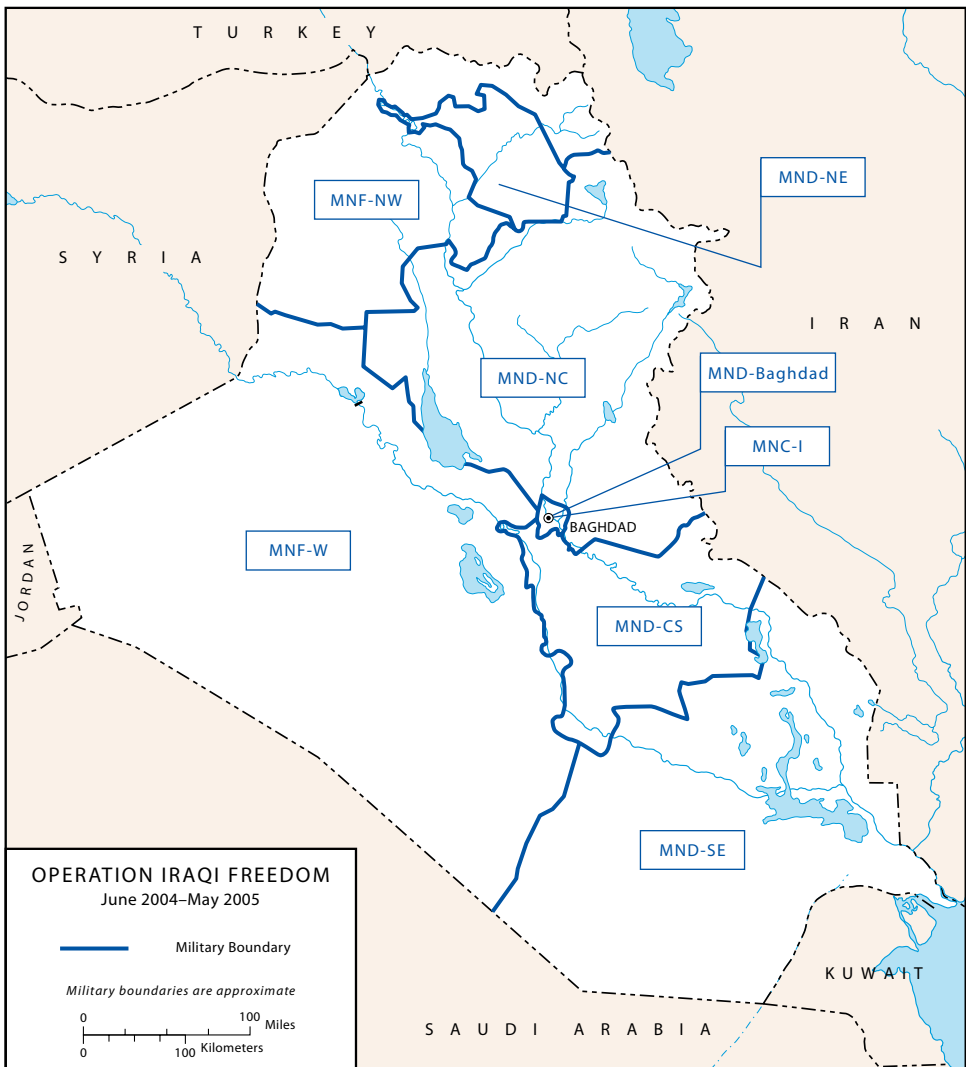 TURKEY
MND-NE
MNF-NW
SYRIA
IRAN
MND-NC
MND-Baghdad
MNC-I
BAGHDAD
MNF-W
JORDAN
MND-CS
MND-SE
KUWAIT
SAUDI ARABIA
OPERATION IRAQI FREEDOM
June 2004–May 2005
Military Boundary
Military boundaries are approximate
0 100 Miles
0 100 Kilometers